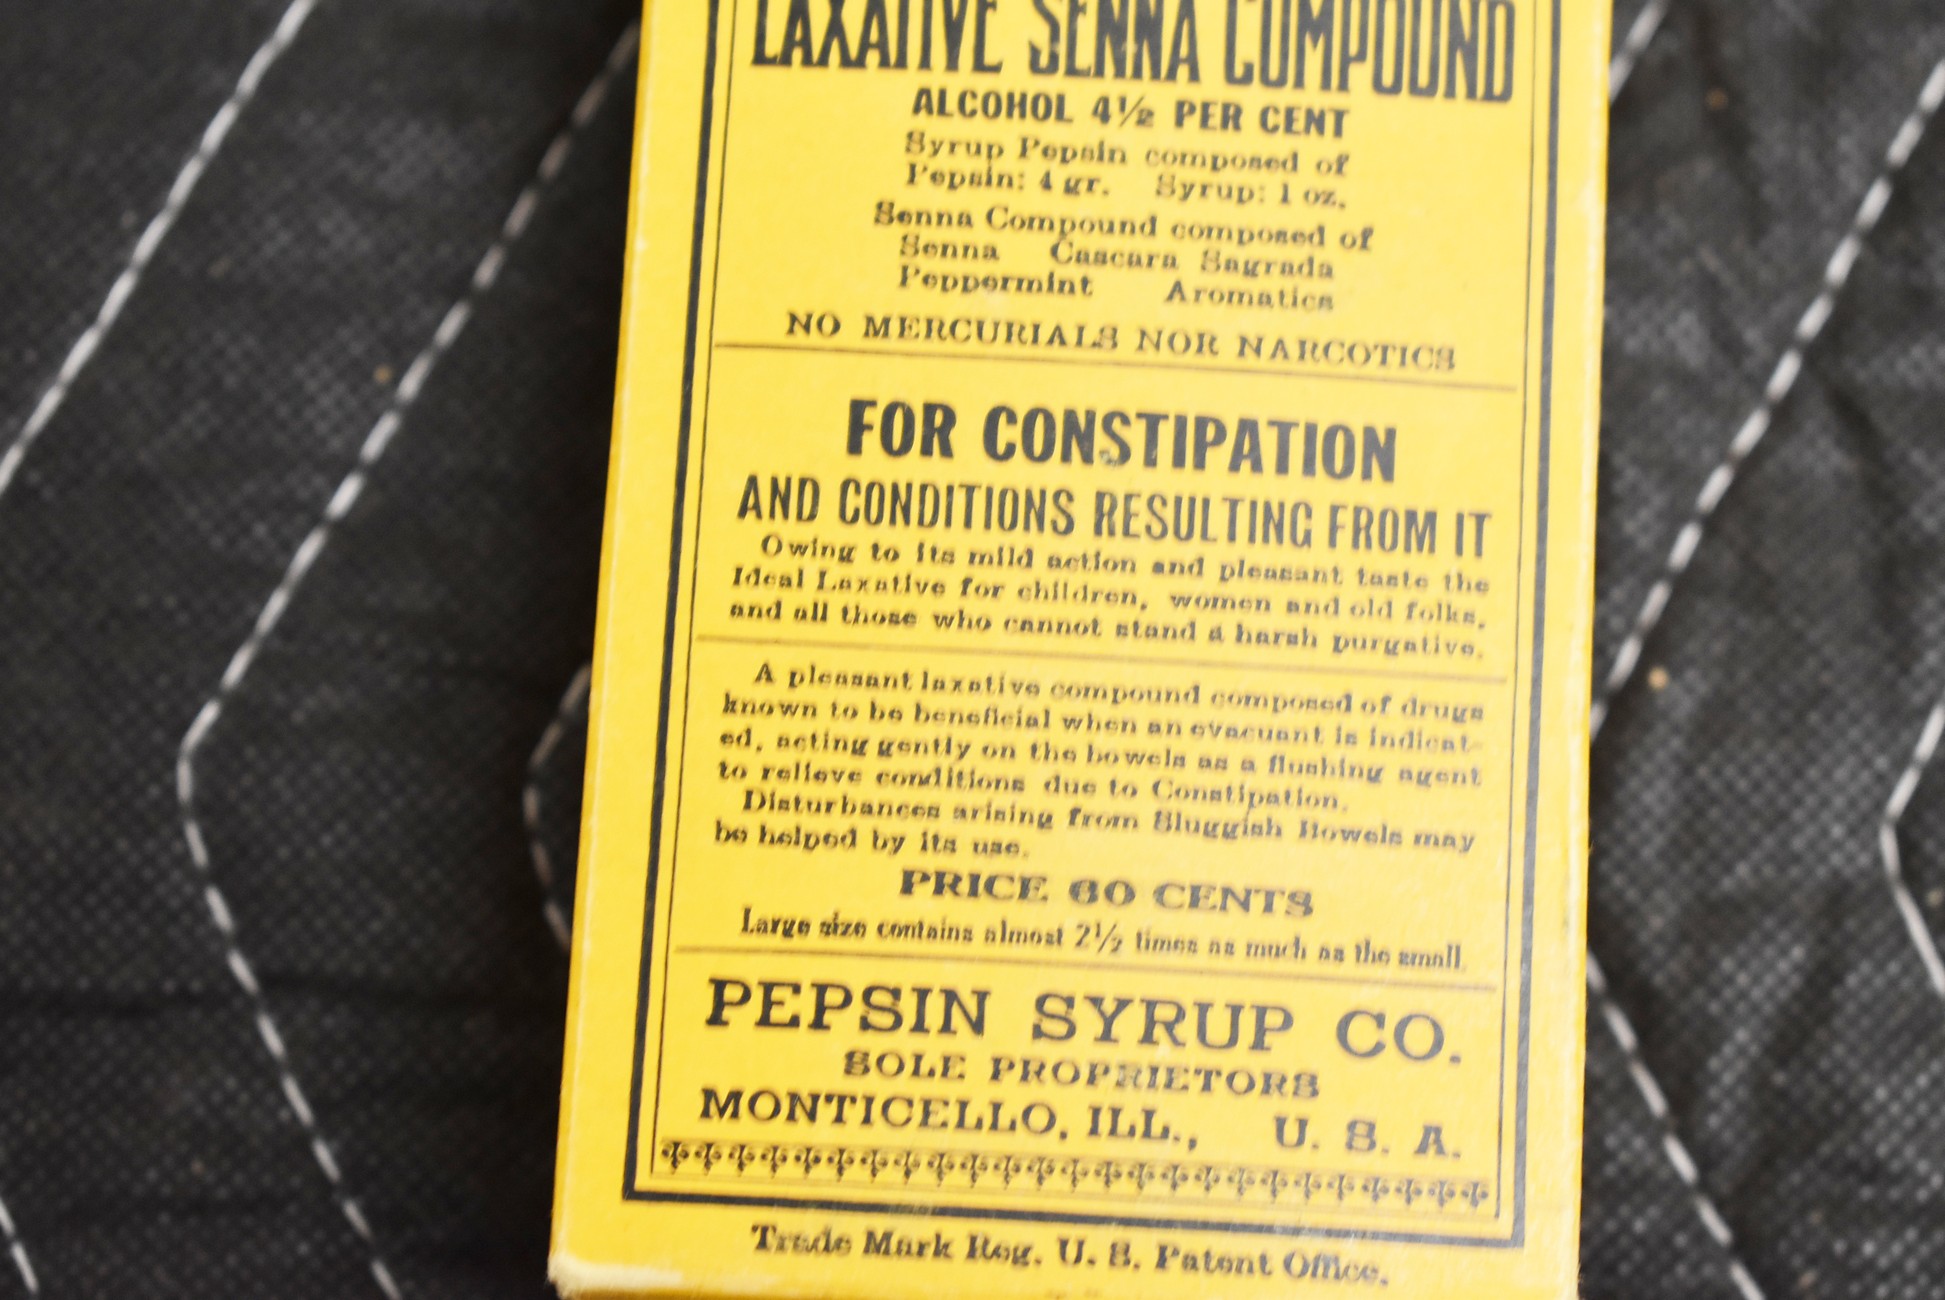 LAXATIVE SENNA COMPOUND
ALCOHOL 4½ PER CENT
Syrup Pepsin composed of
Pepsin: 4 gr. Syrup: 1 oz.
Senna Compound composed of
Senna Cascara Sagrada
Peppermint Aromatics
NO MERCURIALS NOR NARCOTICS
FOR CONSTIPATION
AND CONDITIONS RESULTING FROM IT
Owing to its mild action and pleasant taste the
Ideal Laxative for children, women and old folks,
and all those who cannot stand a harsh purgative.
A pleasant laxative compound composed of drugs
known to be beneficial when an evacuant is indicat-
ed, acting gently on the bowels as a flushing agent
to relieve conditions due to Constipation.
Disturbances arising from Sluggish Bowels may
be helped by its use.
PRICE 60 CENTS
Large size contains almost 2½ times as much as the small.
PEPSIN SYRUP CO.
SOLE PROPRIETORS
MONTICELLO, ILL., U. S. A.
Trade Mark Reg. U. S. Patent Office.